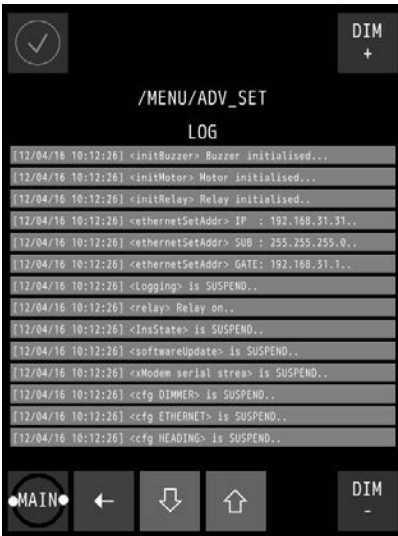 DIM
+
/MENU/ADV_SET
LOG
[12/04/16 10:12:26] <initBuzzer> Buzzer initialised...
[12/04/16 10:12:26] <initMotor> Motor initialised...
[12/04/16 10:12:26] <initRelay> Relay initialised..
[12/04/16 10:12:26] <ethernetSetAddr> IP : 192.168.31.31..
[12/04/16 10:12:26] <ethernetSetAddr> SUB : 255.255.255.0..
[12/04/16 10:12:26] <ethernetSetAddr> GATE: 192.168.31.1..
[12/04/16 10:12:26] <Logging> is SUSPEND..
[12/04/16 10:12:26] <relay> Relay on..
[12/04/16 10:12:26] <InsState> is SUSPEND..
[12/04/16 10:12:26] <softwareUpdate> is SUSPEND..
[12/04/16 10:12:26] <xModem serial strea> is SUSPEND..
[12/04/16 10:12:26] <cfg DIMMER> is SUSPEND..
[12/04/16 10:12:26] <cfg ETHERNET> is SUSPEND..
[12/04/16 10:12:26] <cfg HEADING> is SUSPEND..
MAIN
DIM
-